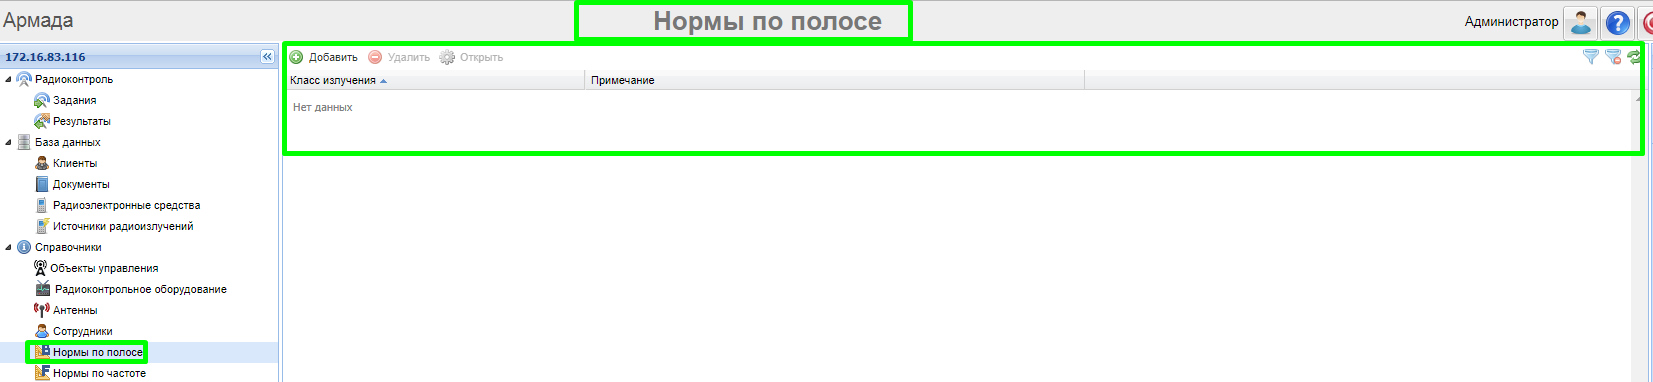 Армада
Нормы по полосе
Администратор
172.16.83.116
Добавить Удалить Открыть
Радиоконтроль
Класс излучения Примечание
Задания
Нет данных
Результаты
База данных
Клиенты
Документы
Радиоэлектронные средства
Источники радиоизлучений
Справочники
Объекты управления
Радиоконтрольное оборудование
Антенны
Сотрудники
Нормы по полосе
Нормы по частоте